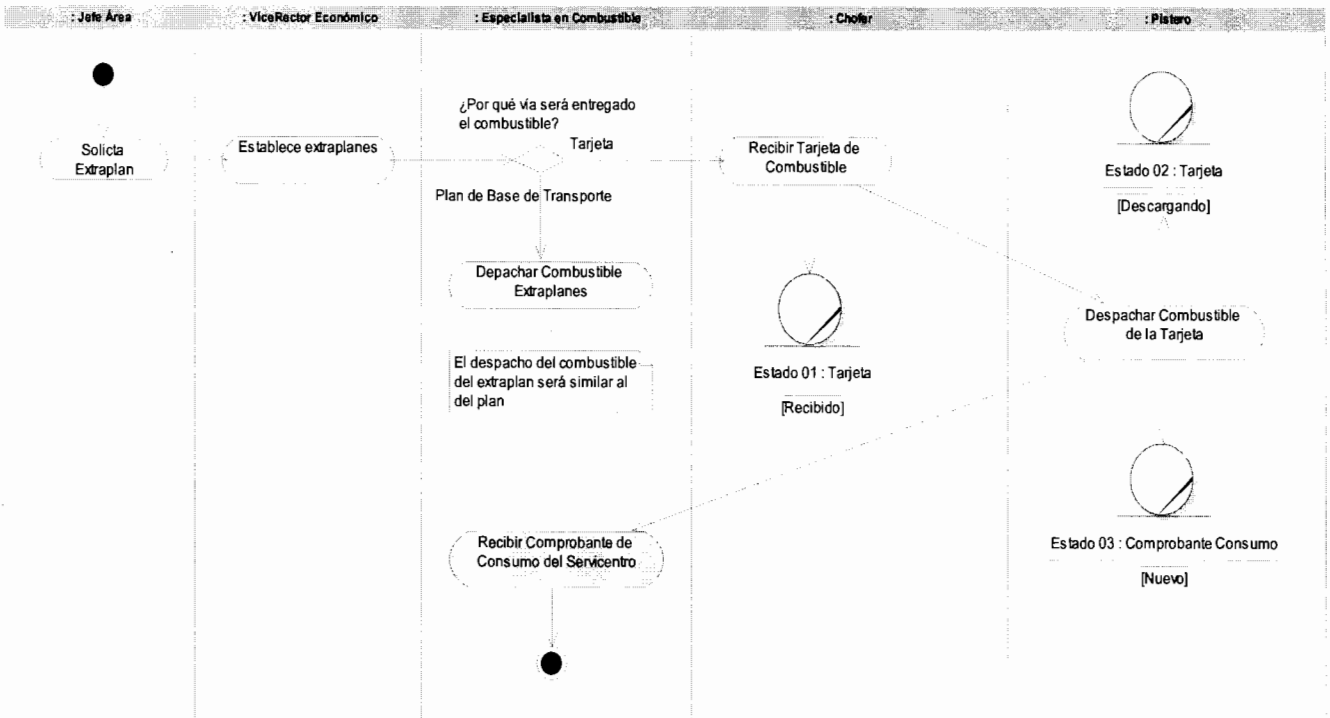 : Jefe Área
: ViceRector Económico
: Especialista en Combustible
: Chofer
: Pistero
¿Por qué vía será entregado
el combustible?
Tarjeta
Solicta
Extraplan
Establece extraplanes
Recibir Tarjeta de
Combustible
Estado 02 : Tarjeta
[Descargando]
Plan de Base de Transporte
Depachar Combustible
Extraplanes
Despachar Combustible
de la Tarjeta
El despacho del combustible
del extraplan será similar al
del plan
Estado 01 : Tarjeta
[Recibido]
Recibir Comprobante de
Consumo del Servicentro
Estado 03 : Comprobante Consumo
[Nuevo]